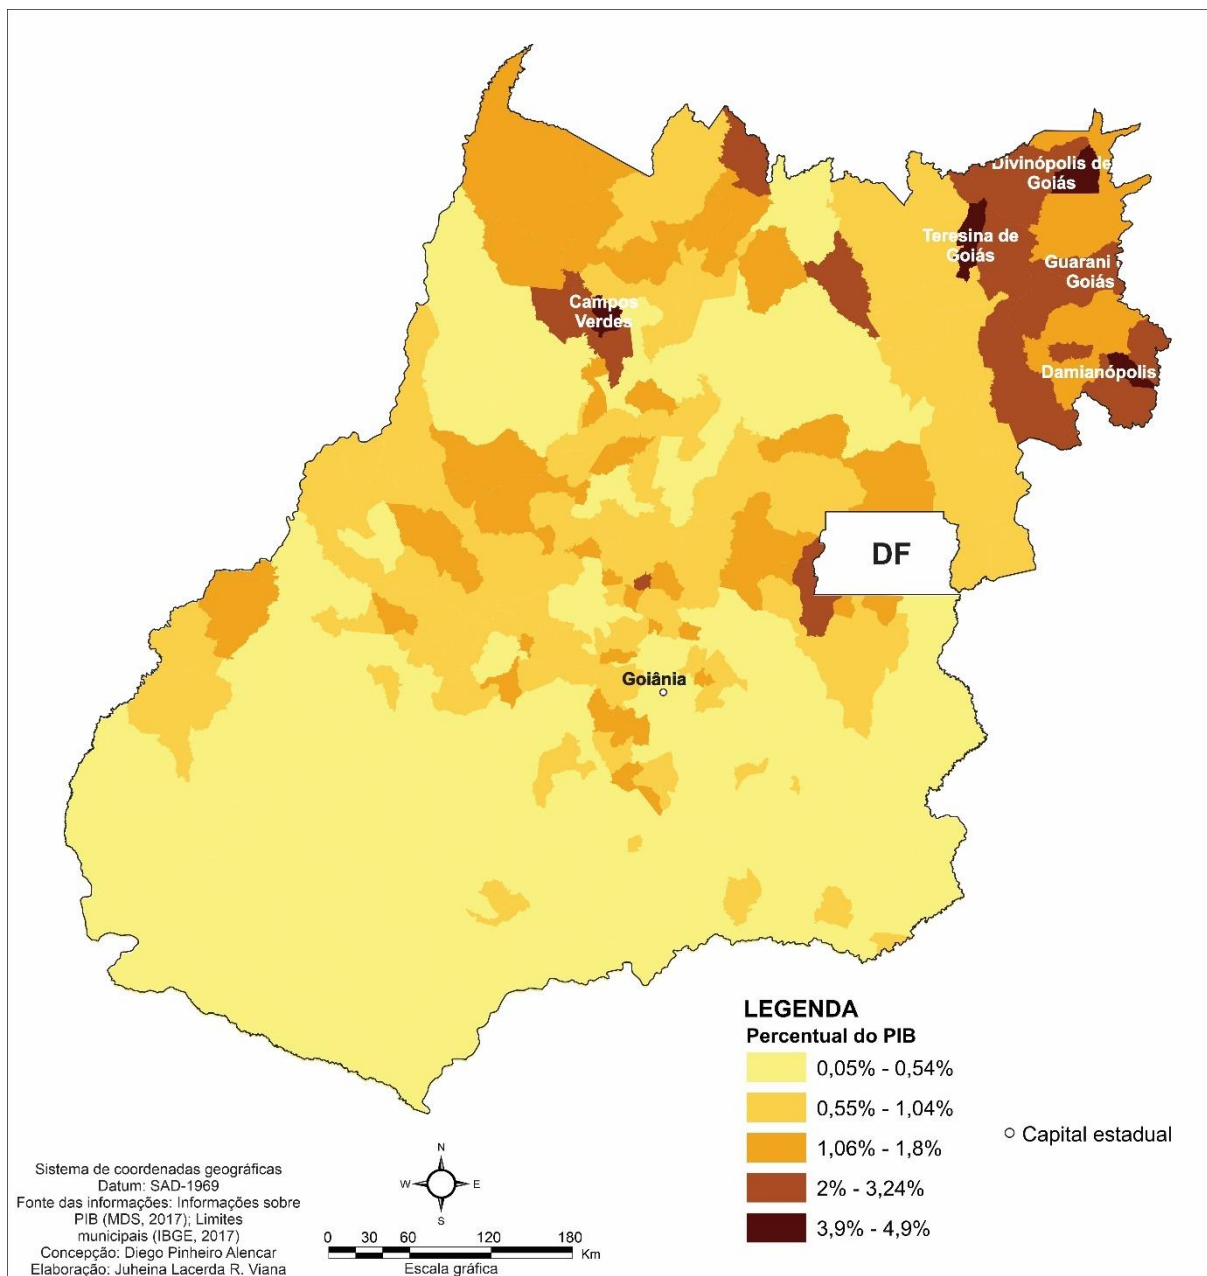 Divinópolis de
Goiás
Teresina de
Goiás
Guarani
Goiás
Campos
Verdes
Damianópolis
DF
Goiânia
LEGENDA
Percentual do PIB
0,05% - 0,54%
0,55% - 1,04%
1,06% - 1,8%
2% - 3,24%
3,9% - 4,9%
Capital estadual
Sistema de coordenadas geográficas
Datum: SAD-1969
Fonte das informações: Informações sobre
PIB (MDS, 2017); Limites
municipais (IBGE, 2017)
Concepção: Diego Pinheiro Alencar
Elaboração: Juheina Lacerda R. Viana
N
W E
S
0 30 60 120 180
Km
Escala gráfica